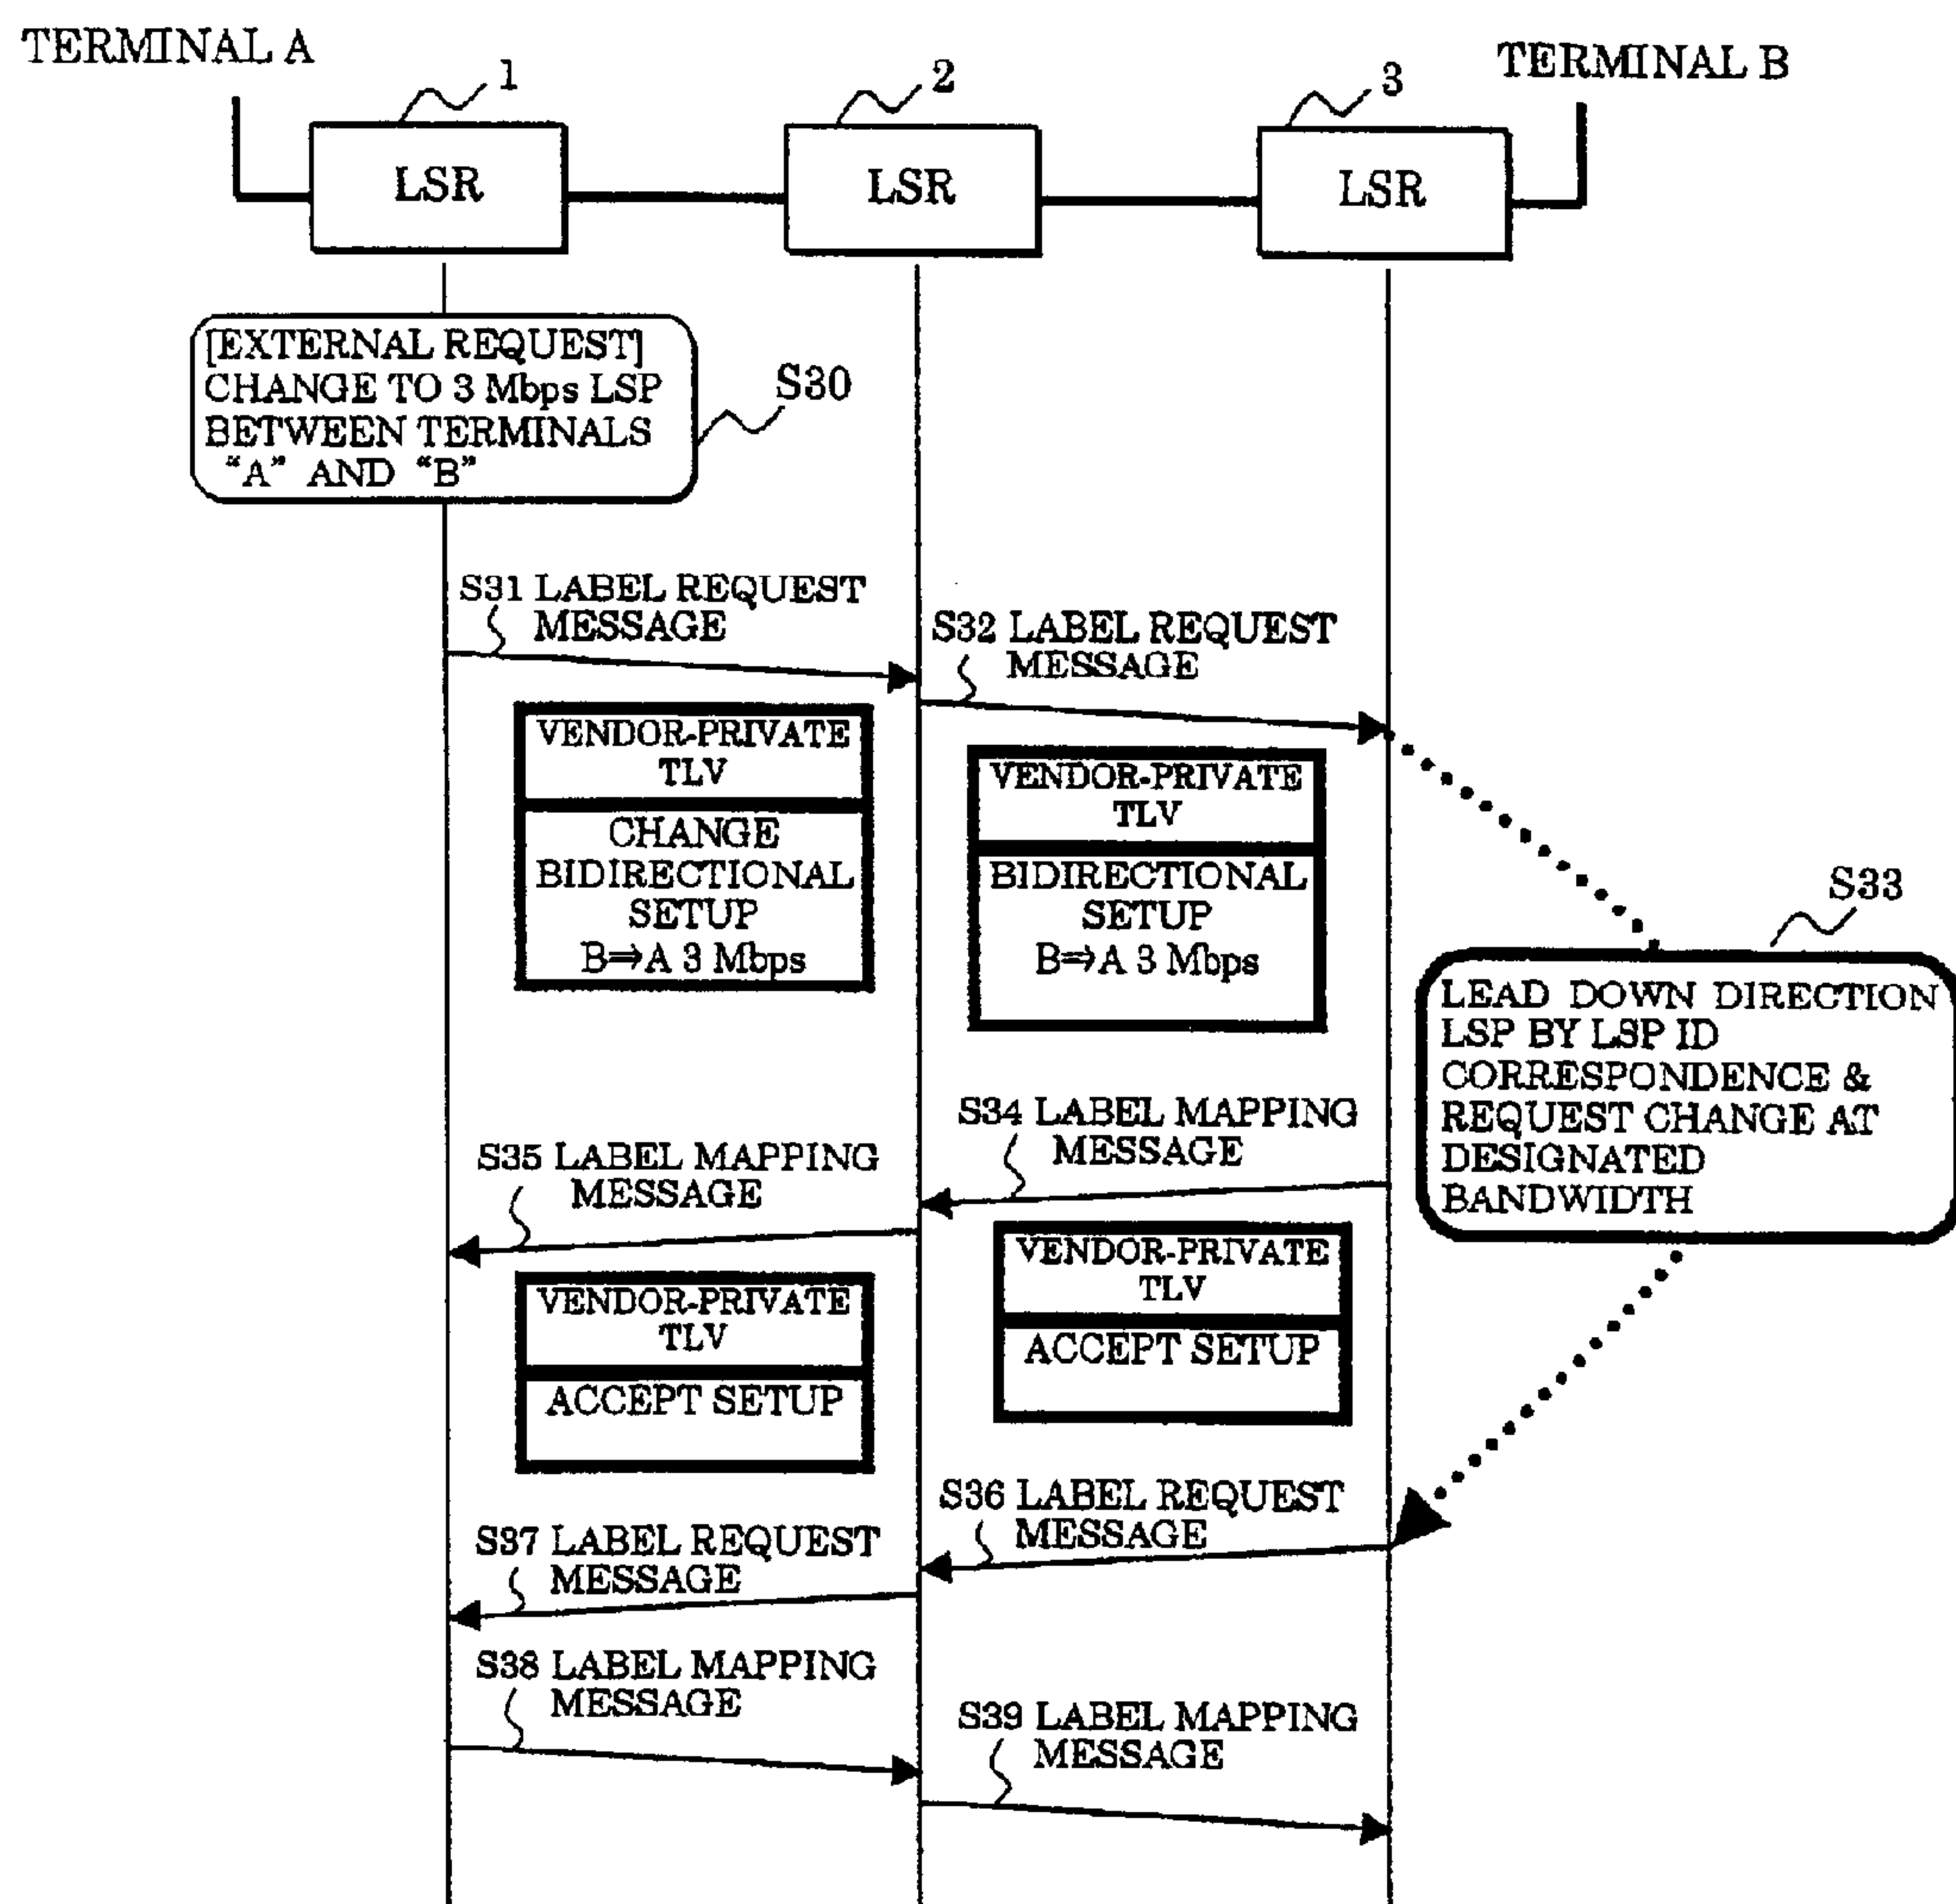 TERMINAL A
1
2
3
TERMINAL B
LSR
LSR
LSR
[EXTERNAL REQUEST]
CHANGE TO 3 Mbps LSP
BETWEEN TERMINALS
“A” AND “B”
S30
S31 LABEL REQUEST
MESSAGE
S32 LABEL REQUEST
MESSAGE
VENDOR-PRIVATE
TLV
CHANGE
BIDIRECTIONAL
SETUP
B⇒A 3 Mbps
VENDOR-PRIVATE
TLV
BIDIRECTIONAL
SETUP
B⇒A 3 Mbps
S33
LEAD DOWN DIRECTION
LSP BY LSP ID
CORRESPONDENCE &
REQUEST CHANGE AT
DESIGNATED
BANDWIDTH
S34 LABEL MAPPING
MESSAGE
S35 LABEL MAPPING
MESSAGE
VENDOR-PRIVATE
TLV
ACCEPT SETUP
VENDOR-PRIVATE
TLV
ACCEPT SETUP
S36 LABEL REQUEST
MESSAGE
S37 LABEL REQUEST
MESSAGE
S38 LABEL MAPPING
MESSAGE
S39 LABEL MAPPING
MESSAGE